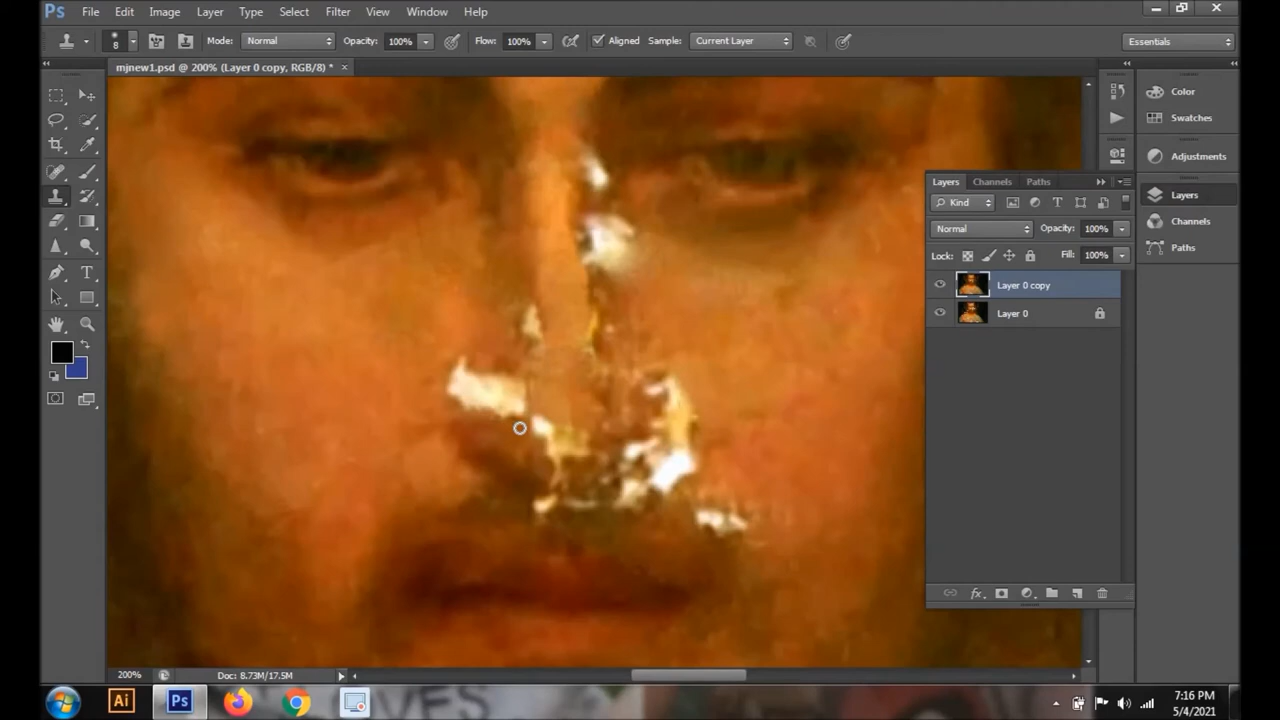 Ps File Edit Image Layer Type Select Filter View Window Help
8 Mode: Normal Opacity: 100% Flow: 100% Aligned Sample: Current Layer Essentials
mjnew1.psd @ 200% (Layer 0 copy, RGB/8) * ×
Color
Swatches
Adjustments
Layers
Channels
Paths
Layers Channels Paths
Kind
Normal Opacity: 100%
Lock: Fill: 100%
Layer 0 copy
Layer 0
fx
200% Doc: 8.73M/17.5M
Ai Ps
7:16 PM
5/4/2021